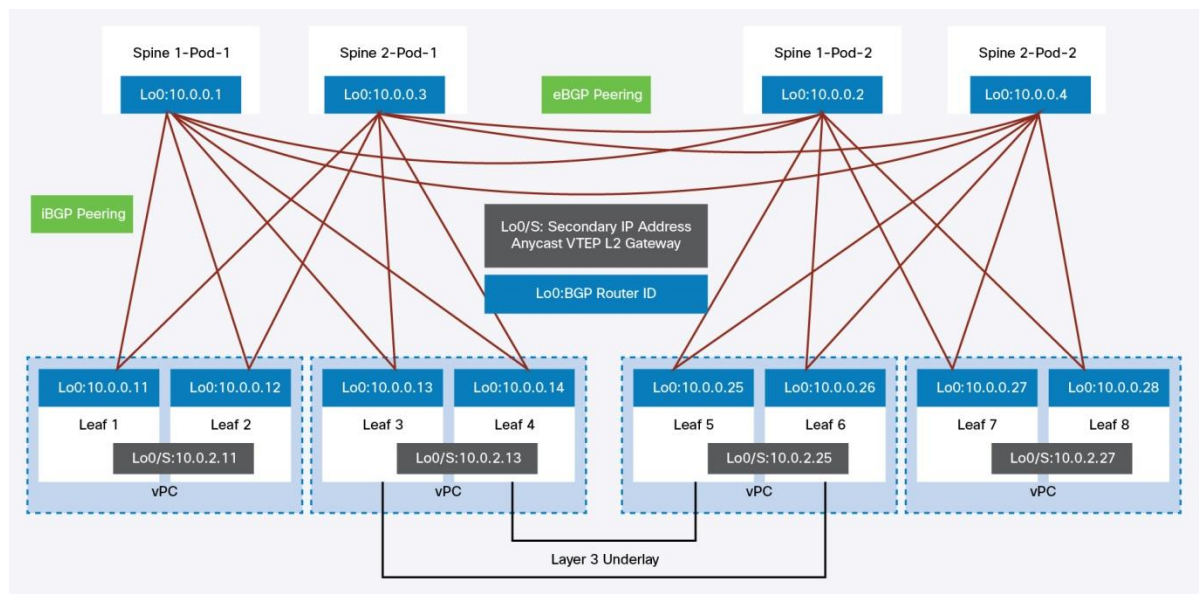 Spine 1-Pod-1
Spine 2-Pod-1
Spine 1-Pod-2
Spine 2-Pod-2
Lo0:10.0.0.1
Lo0:10.0.0.3
eBGP Peering
Lo0:10.0.0.2
Lo0:10.0.0.4
iBGP Peering
Lo0/S: Secondary IP Address
Anycast VTEP L2 Gateway
Lo0:BGP Router ID
Lo0:10.0.0.11
Lo0:10.0.0.12
Lo0:10.0.0.13
Lo0:10.0.0.14
Lo0:10.0.0.25
Lo0:10.0.0.26
Lo0:10.0.0.27
Lo0:10.0.0.28
Leaf 1
Leaf 2
Leaf 3
Leaf 4
Leaf 5
Leaf 6
Leaf 7
Leaf 8
Lo0/S:10.0.2.11
Lo0/S:10.0.2.13
Lo0/S:10.0.2.25
Lo0/S:10.0.2.27
vPC
vPC
vPC
vPC
Layer 3 Underlay